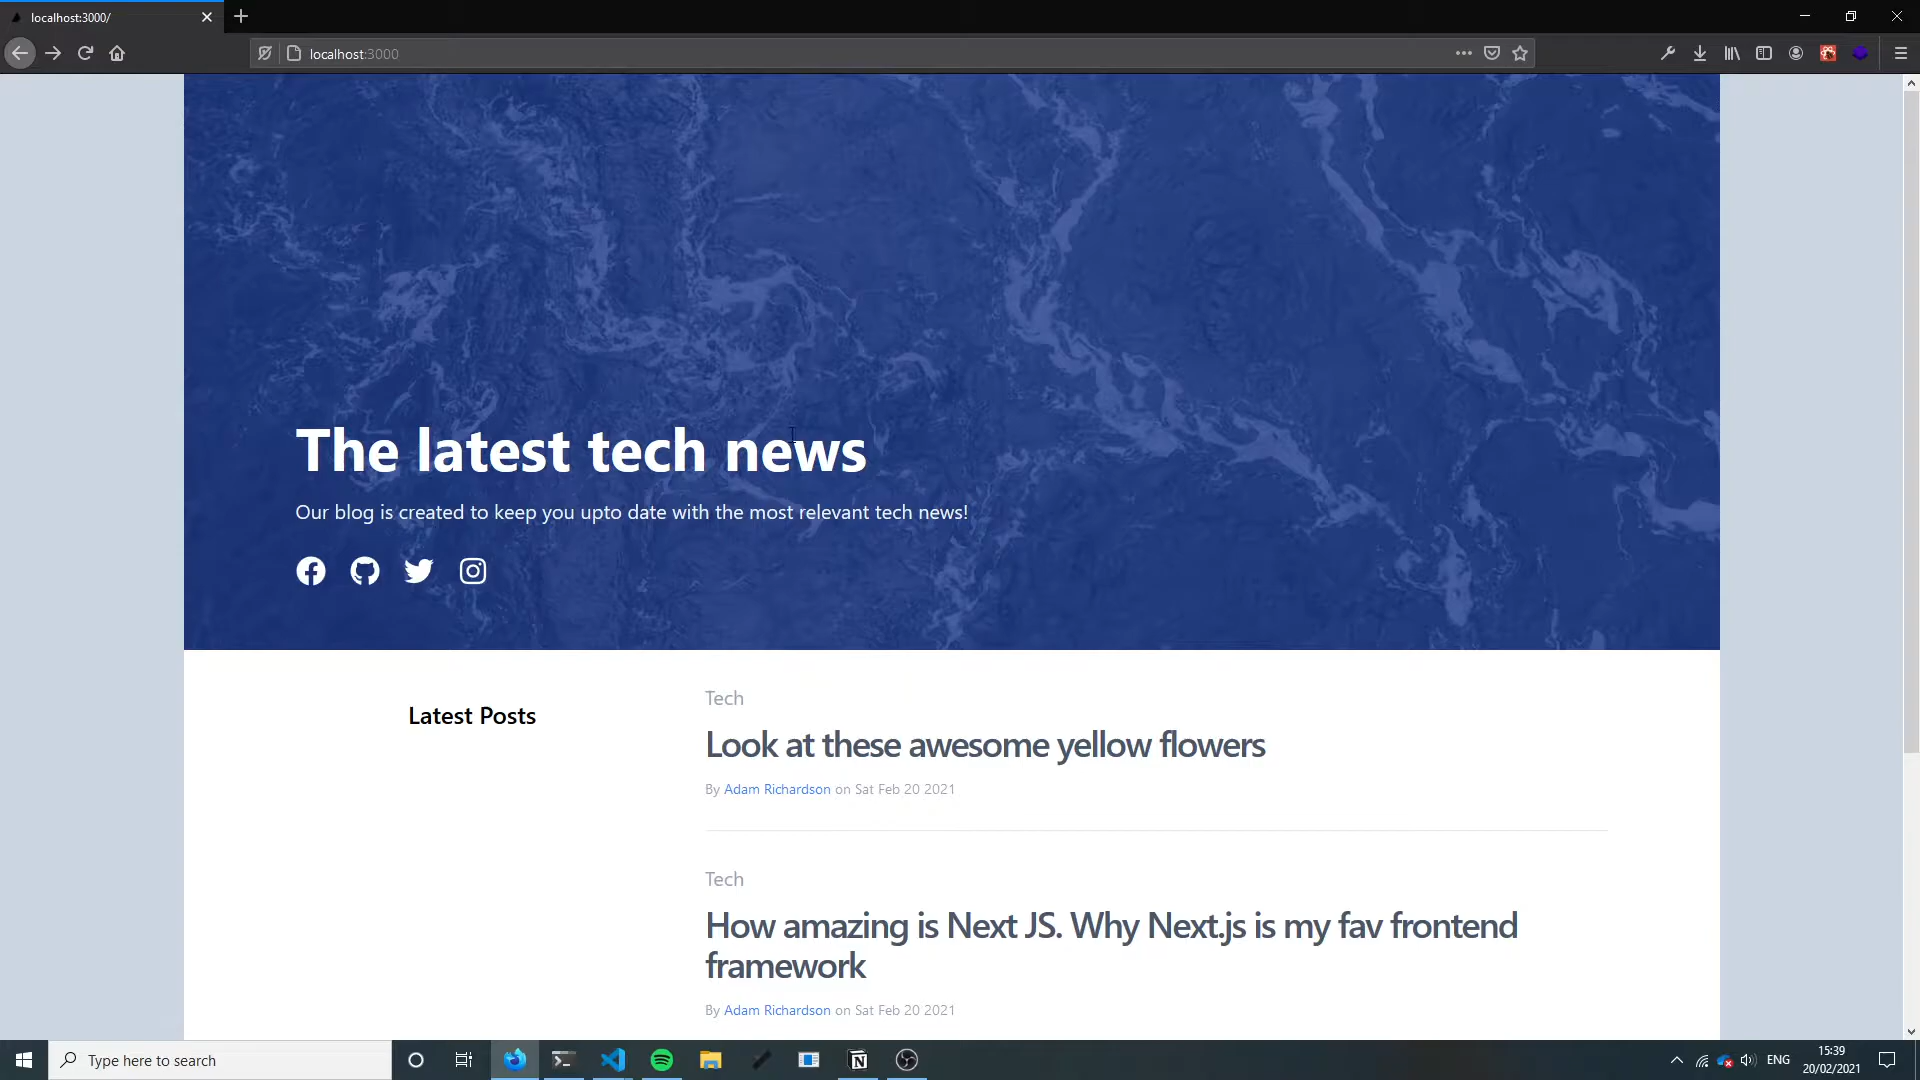 localhost:3000/
localhost:3000
The latest tech news
Our blog is created to keep you upto date with the most relevant tech news!
Latest Posts
Tech
Look at these awesome yellow flowers
By Adam Richardson on Sat Feb 20 2021
Tech
How amazing is Next JS. Why Next.js is my fav frontend
framework
By Adam Richardson on Sat Feb 20 2021
Type here to search
ENG
15:39
20/02/2021